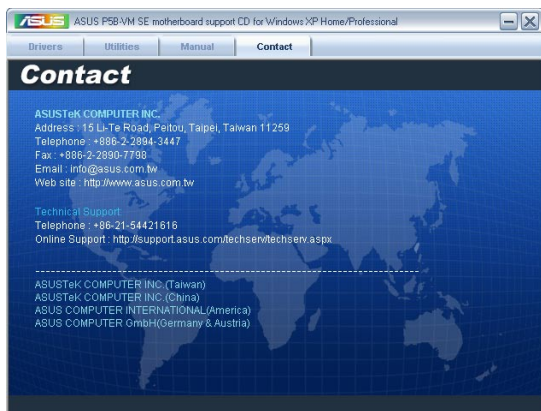 ASUS ASUS P5B-VM SE motherboard support CD for Windows XP Home/Professional
Drivers Utilities Manual Contact
Contact
ASUSTeK COMPUTER INC.
Address : 15 Li-Te Road, Peitou, Taipei, Taiwan 11259
Telephone : +886-2-2894-3447
Fax : +886-2-2890-7798
Email : info@asus.com.tw
Web site : http://www.asus.com.tw
Technical Support:
Telephone : +86-21-54421616
Online Support : http://support.asus.com/techserv/techserv.aspx
ASUSTeK COMPUTER INC.(Taiwan)
ASUSTeK COMPUTER INC.(China)
ASUS COMPUTER INTERNATIONAL(America)
ASUS COMPUTER GmbH(Germany & Austria)